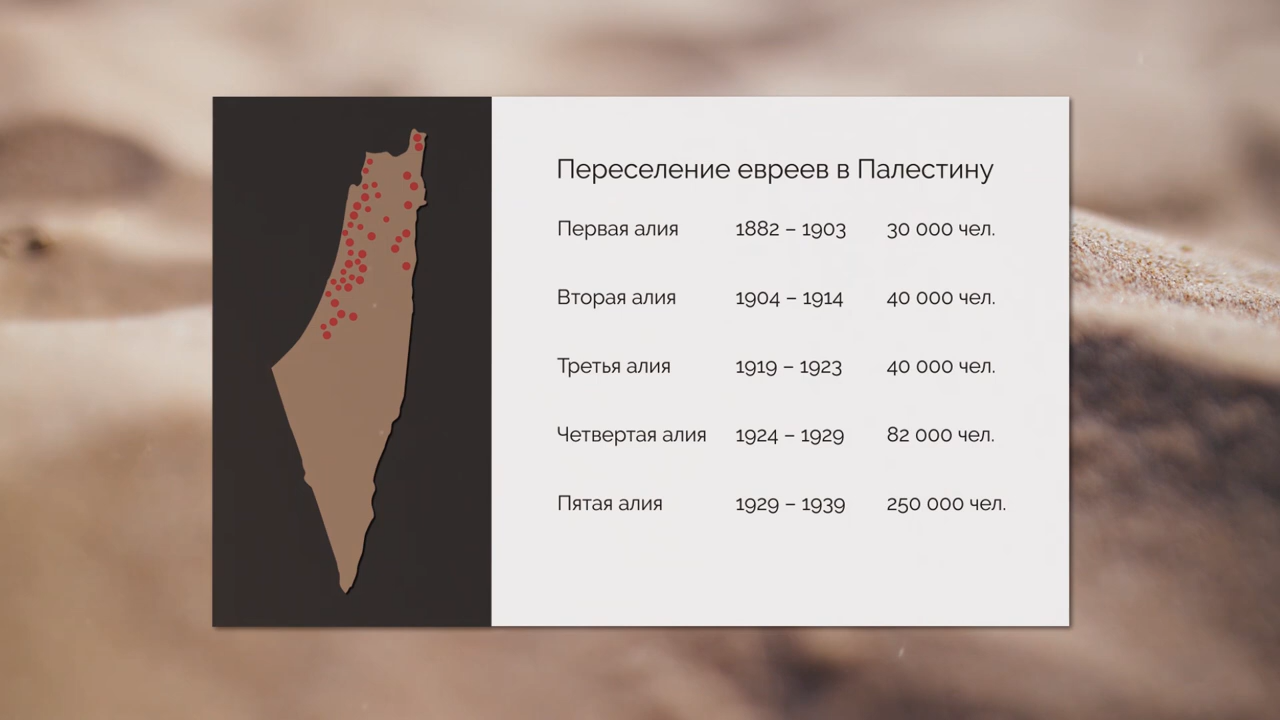 Переселение евреев в Палестину
Первая алия 1882 – 1903 30 000 чел.
Вторая алия 1904 – 1914 40 000 чел.
Третья алия 1919 – 1923 40 000 чел.
Четвертая алия 1924 – 1929 82 000 чел.
Пятая алия 1929 – 1939 250 000 чел.